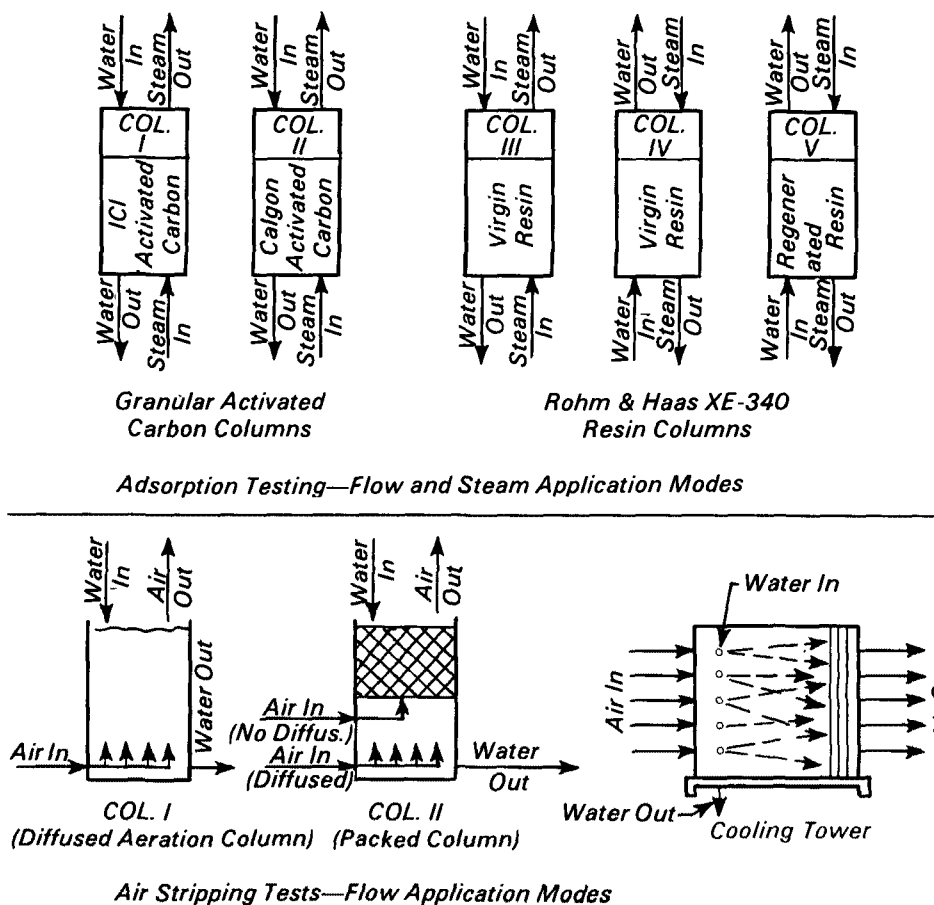 Water In
Steam Out
Water In
Steam Out
Water In
Steam Out
Water Out
Steam In
Water Out
Steam In
COL. I
COL. II
COL. III
COL. IV
COL. V
ICI Activated Carbon
Calgon Activated Carbon
Virgin Resin
Virgin Resin
Regener ated Resin
Water Out
Steam In
Water Out
Steam In
Water Out
Steam In
Water In
Steam Out
Water In
Steam Out
Granular Activated
Carbon Columns
Rohm & Haas XE-340
Resin Columns
Adsorption Testing—Flow and Steam Application Modes
Water In
Air Out
Water Out
Air In
COL. I
(Diffused Aeration Column)
Water In
Air Out
Air In
(No Diffus.)
Air In
(Diffused)
Water
Out
COL. II
(Packed Column)
Water In
Air In
Water Out
Cooling Tower
Air Stripping Tests—Flow Application Modes